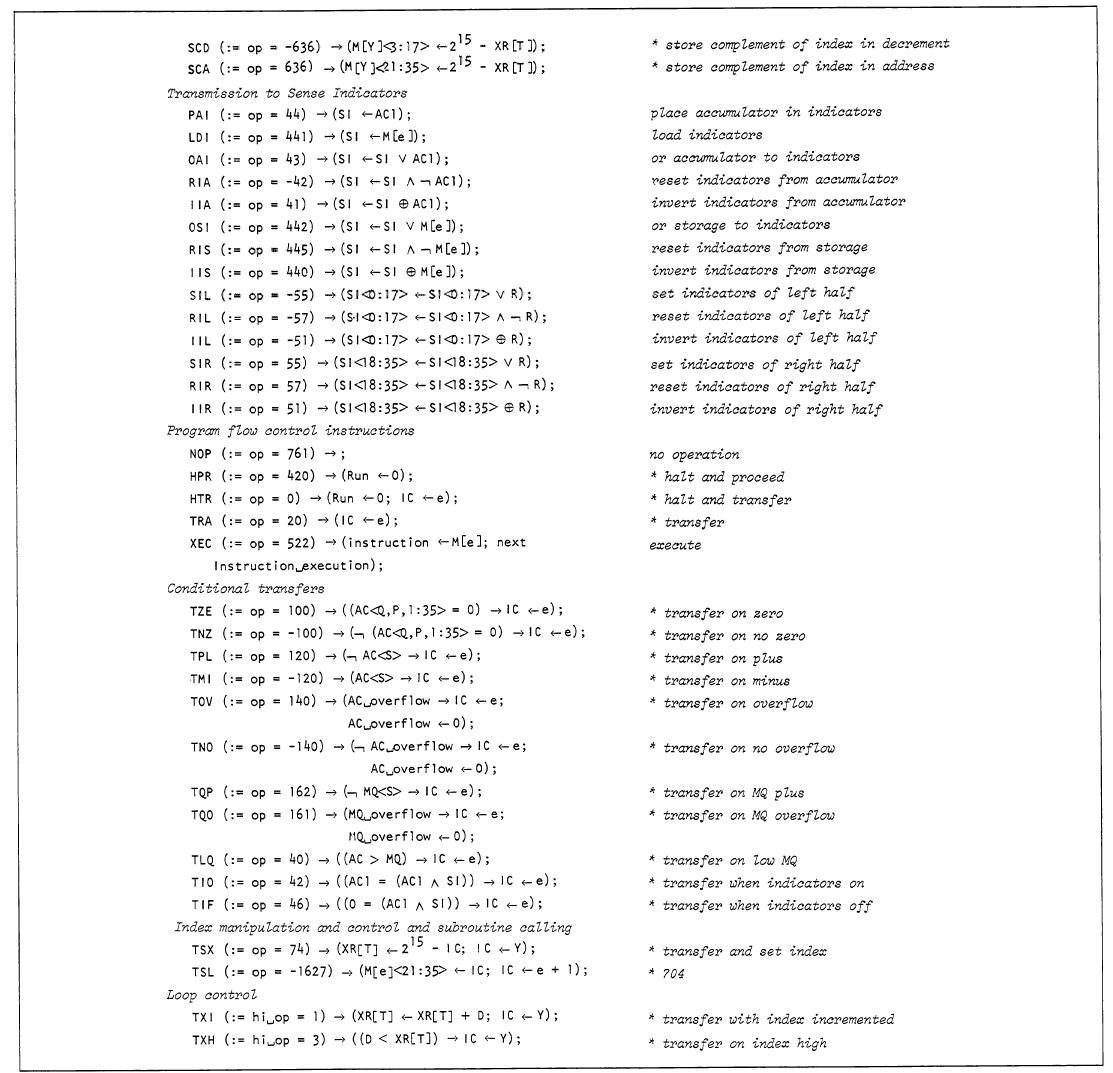 SCD (:= op = -636) → (M[Y]<3:17> ← 2^15 - XR[T]); * store complement of index in decrement
SCA (:= op = 636) → (M[Y]<21:35> ← 2^15 - XR[T]); * store complement of index in address
Transmission to Sense Indicators
PAI (:= op = 44) → (SI ← AC1); place accumulator in indicators
LDI (:= op = 441) → (SI ← M[e]); load indicators
OAI (:= op = 43) → (SI ← SI ∨ AC1); or accumulator to indicators
RIA (:= op = -42) → (SI ← SI ∧ ¬ AC1); reset indicators from accumulator
IIA (:= op = 41) → (SI ← SI ⊕ AC1); invert indicators from accumulator
OSI (:= op = 442) → (SI ← SI ∨ M[e]); or storage to indicators
RIS (:= op = 445) → (SI ← SI ∧ ¬ M[e]); reset indicators from storage
IIS (:= op = 440) → (SI ← SI ⊕ M[e]); invert indicators from storage
SIL (:= op = -55) → (SI<0:17> ← SI<0:17> ∨ R); set indicators of left half
RIL (:= op = -57) → (SI<0:17> ← SI<0:17> ∧ ¬ R); reset indicators of left half
IIL (:= op = -51) → (SI<0:17> ← SI<0:17> ⊕ R); invert indicators of left half
SIR (:= op = 55) → (SI<18:35> ← SI<18:35> ∨ R); set indicators of right half
RIR (:= op = 57) → (SI<18:35> ← SI<18:35> ∧ ¬ R); reset indicators of right half
IIR (:= op = 51) → (SI<18:35> ← SI<18:35> ⊕ R); invert indicators of right half
Program flow control instructions
NOP (:= op = 761) → ; no operation
HPR (:= op = 420) → (Run ← 0); * halt and proceed
HTR (:= op = 0) → (Run ← 0; IC ← e); * halt and transfer
TRA (:= op = 20) → (IC ← e); * transfer
XEC (:= op = 522) → (instruction ← M[e]; next execute
Instruction␣execution);
Conditional transfers
TZE (:= op = 100) → ((AC<Q,P,1:35> = 0) → IC ← e); * transfer on zero
TNZ (:= op = -100) → (¬ (AC<Q,P,1:35> = 0) → IC ← e); * transfer on no zero
TPL (:= op = 120) → (¬ AC<S> → IC ← e); * transfer on plus
TMI (:= op = -120) → (AC<S> → IC ← e); * transfer on minus
TOV (:= op = 140) → (AC␣overflow → IC ← e; * transfer on overflow
AC␣overflow ← 0);
TNO (:= op = -140) → (¬ AC␣overflow → IC ← e; * transfer on no overflow
AC␣overflow ← 0);
TQP (:= op = 162) → (¬ MQ<S> → IC ← e); * transfer on MQ plus
TQO (:= op = 161) → (MQ␣overflow → IC ← e; * transfer on MQ overflow
MQ␣overflow ← 0);
TLQ (:= op = 40) → ((AC > MQ) → IC ← e); * transfer on low MQ
TIO (:= op = 42) → ((AC1 = (AC1 ∧ SI)) → IC ← e); * transfer when indicators on
TIF (:= op = 46) → ((0 = (AC1 ∧ SI)) → IC ← e); * transfer when indicators off
Index manipulation and control and subroutine calling
TSX (:= op = 74) → (XR[T] ← 2^15 - IC; IC ← Y); * transfer and set index
TSL (:= op = -1627) → (M[e]<21:35> ← IC; IC ← e + 1); * 704
Loop control
TXI (:= hi␣op = 1) → (XR[T] ← XR[T] + D; IC ← Y); * transfer with index incremented
TXH (:= hi␣op = 3) → ((D < XR[T]) → IC ← Y); * transfer on index high